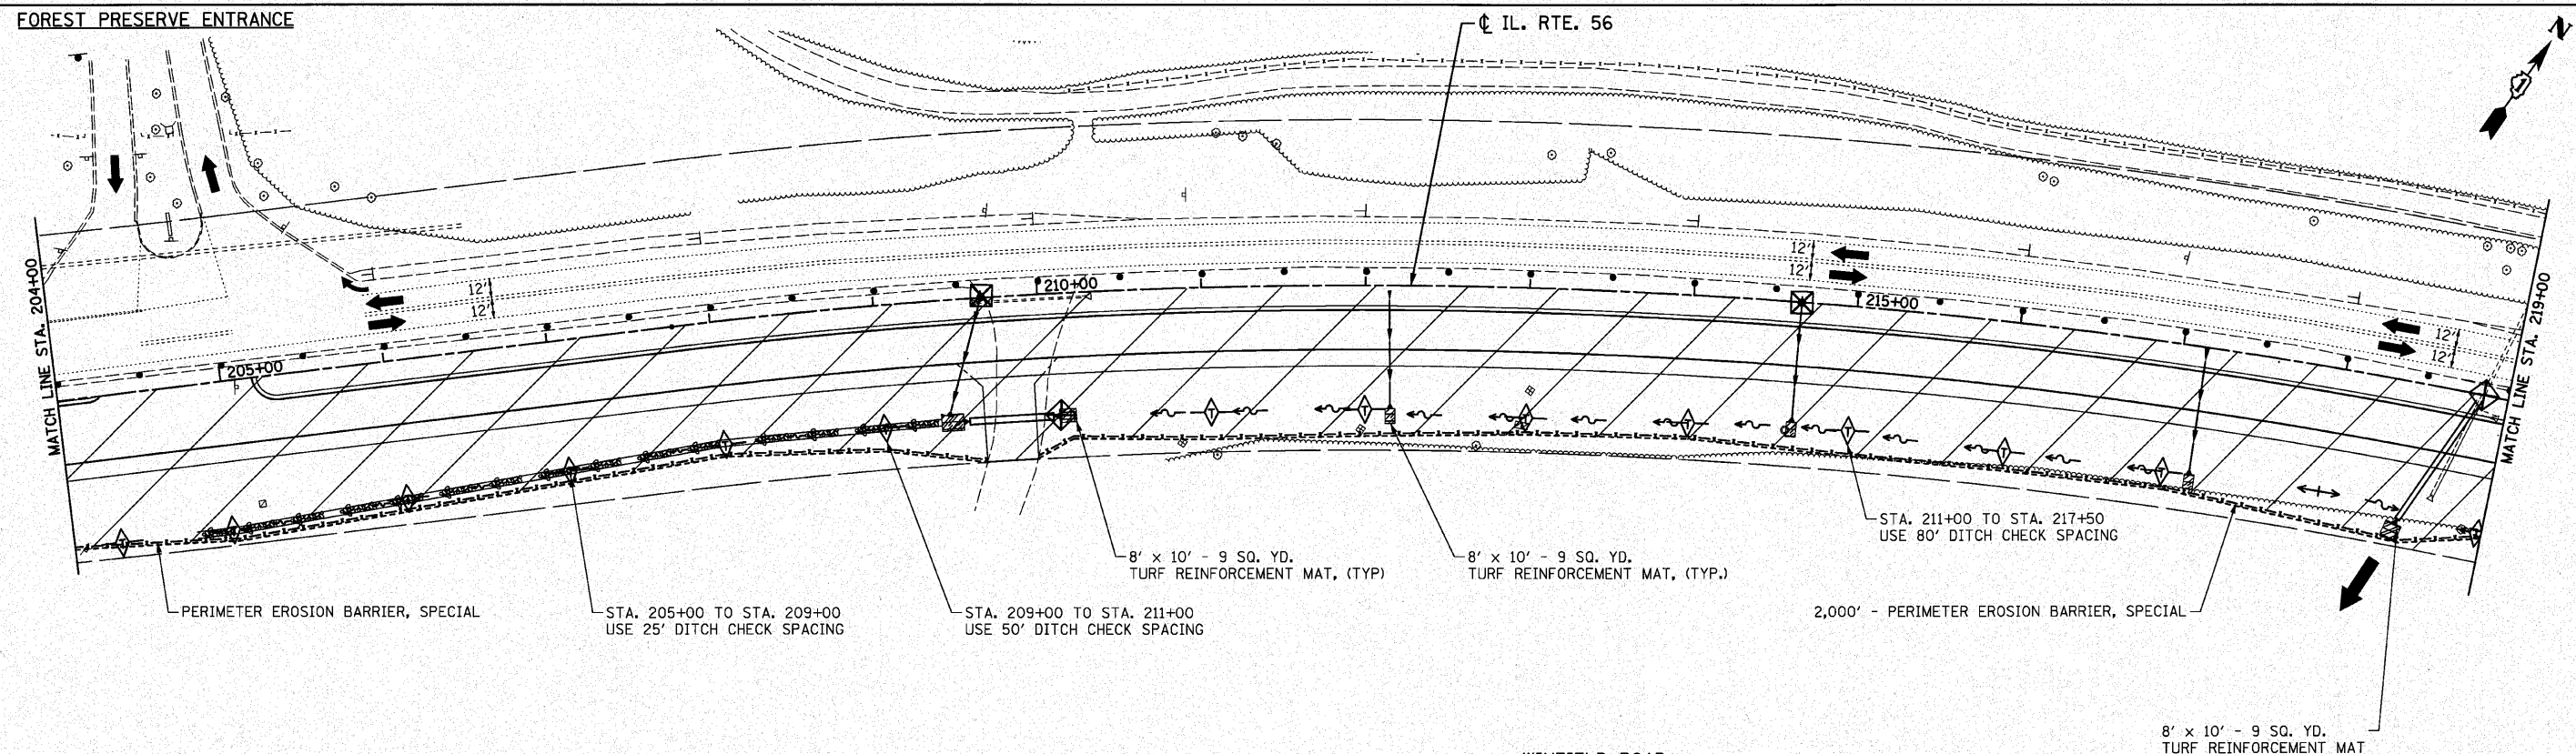 FOREST PRESERVE ENTRANCE
℄ IL. RTE. 56
N
MATCH LINE STA. 204+00
MATCH LINE STA. 219+00
12'
12'
12'
12'
12'
12'
205+00
210+00
215+00
T
T
T
T
T
T
T
T
T
T
T
T
STA. 211+00 TO STA. 217+50
USE 80' DITCH CHECK SPACING
8' x 10' - 9 SQ. YD.
TURF REINFORCEMENT MAT, (TYP)
8' x 10' - 9 SQ. YD.
TURF REINFORCEMENT MAT, (TYP.)
PERIMETER EROSION BARRIER, SPECIAL
STA. 205+00 TO STA. 209+00
USE 25' DITCH CHECK SPACING
STA. 209+00 TO STA. 211+00
USE 50' DITCH CHECK SPACING
2,000' - PERIMETER EROSION BARRIER, SPECIAL
8' x 10' - 9 SQ. YD.
TURF REINFORCEMENT MAT